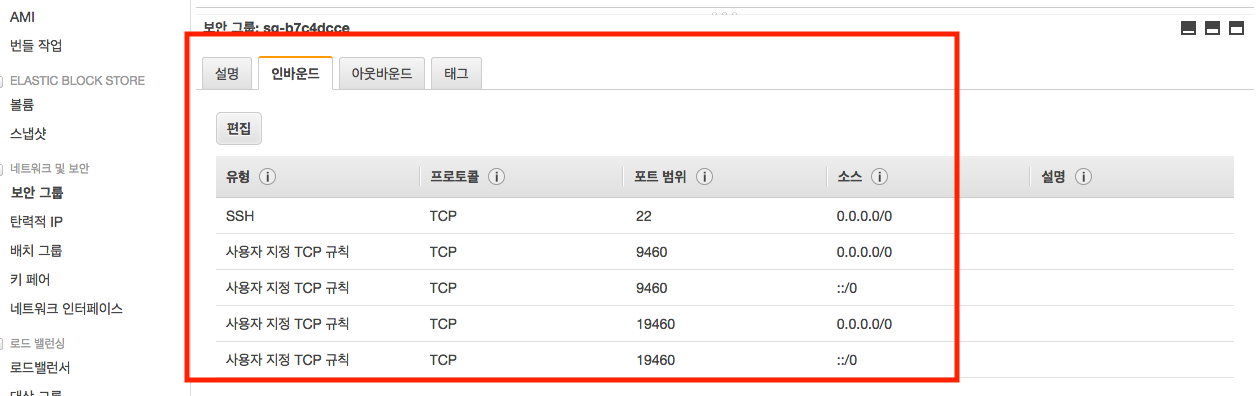 AMI
번들 작업
ELASTIC BLOCK STORE
볼륨
스냅샷
네트워크 및 보안
보안 그룹
탄력적 IP
배치 그룹
키 페어
네트워크 인터페이스
로드 밸런싱
로드밸런서
대상 그룹
보안 그룹: sg-b7c4dcce
설명 인바운드 아웃바운드 태그
편집
유형 프로토콜 포트 범위 소스 설명
SSH TCP 22 0.0.0.0/0
사용자 지정 TCP 규칙 TCP 9460 0.0.0.0/0
사용자 지정 TCP 규칙 TCP 9460 ::/0
사용자 지정 TCP 규칙 TCP 19460 0.0.0.0/0
사용자 지정 TCP 규칙 TCP 19460 ::/0